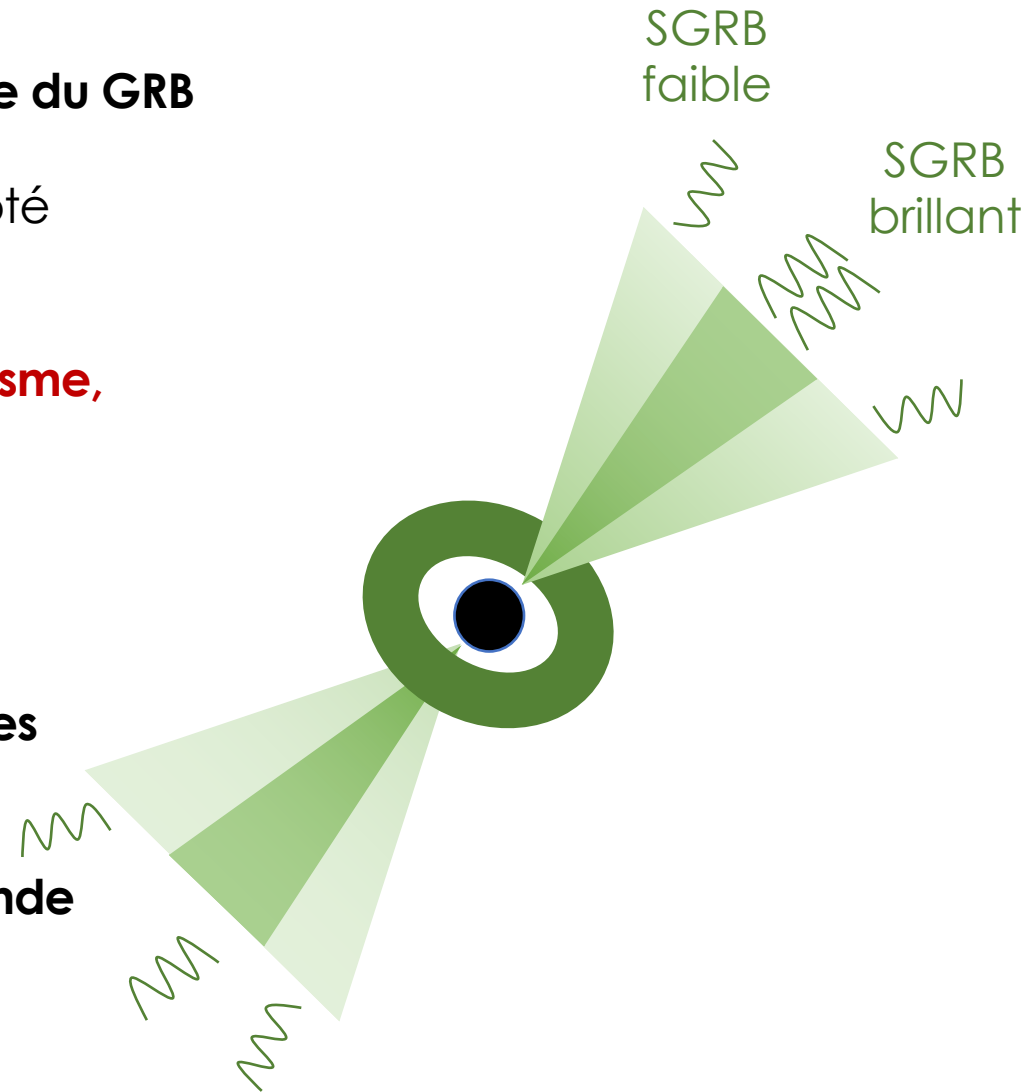 SGRB
faible
e du GRB
SGRB
brillant
oté
sme,
es
nde